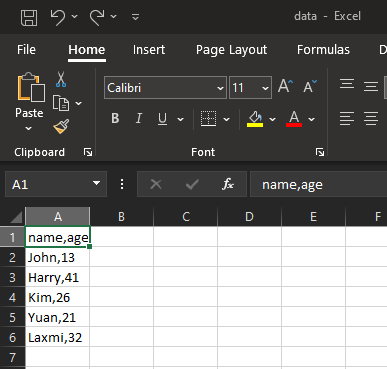 data - Excel
File Home Insert Page Layout Formulas
Paste
Calibri 11 A A
B I U A
Clipboard Font
A1 fx name,age
A B C D E F
1 name,age
2 John,13
3 Harry,41
4 Kim,26
5 Yuan,21
6 Laxmi,32
7